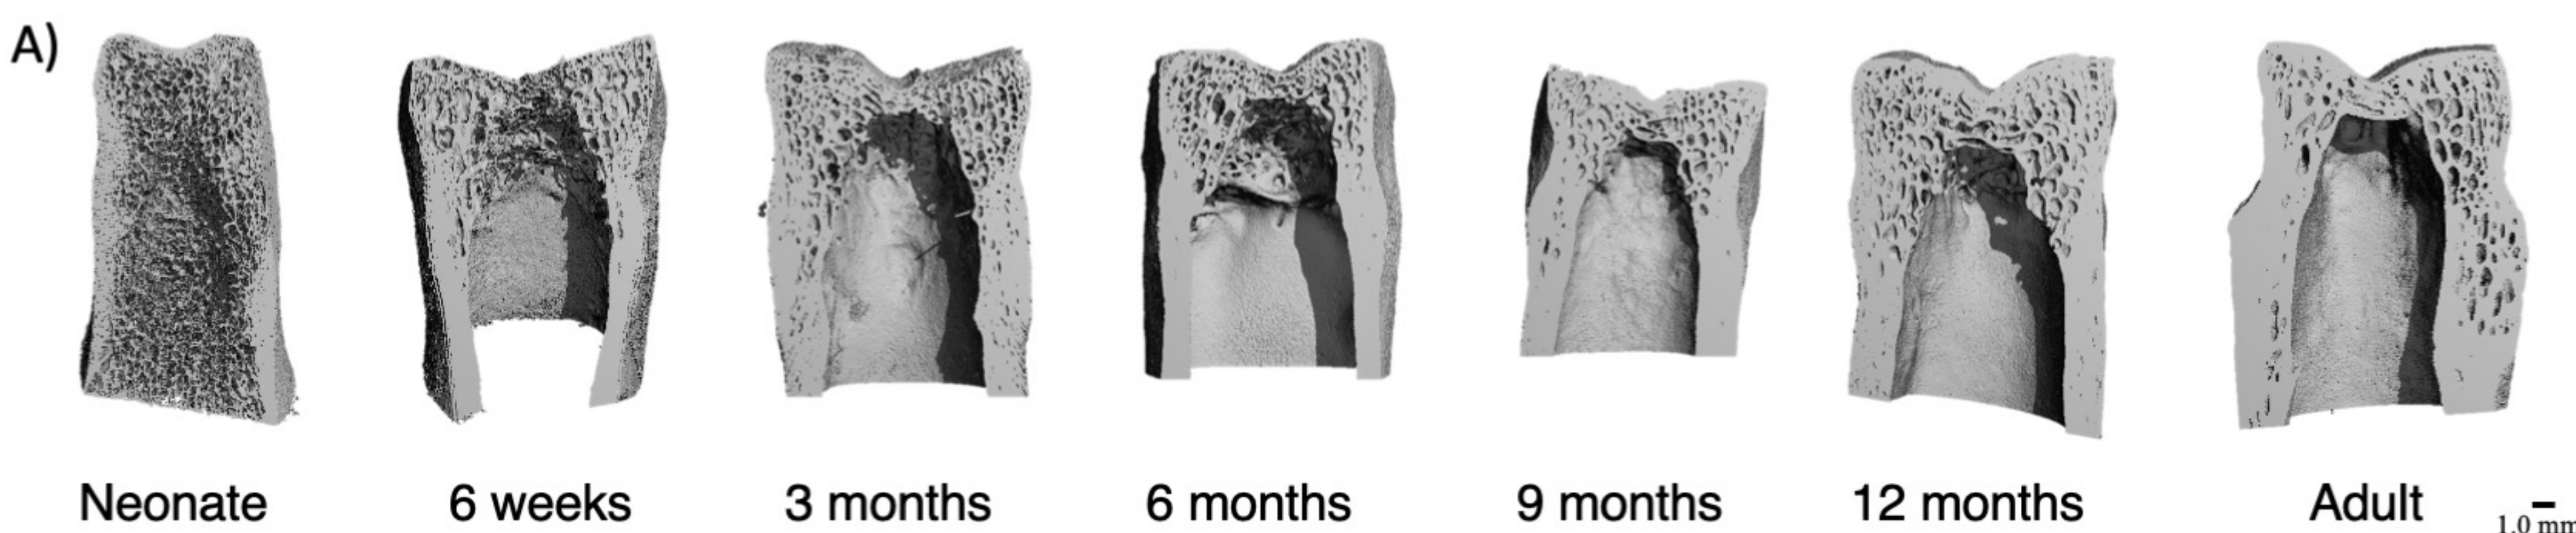 A)
Neonate
6 weeks
3 months
6 months
9 months
12 months
Adult
1.0 mm